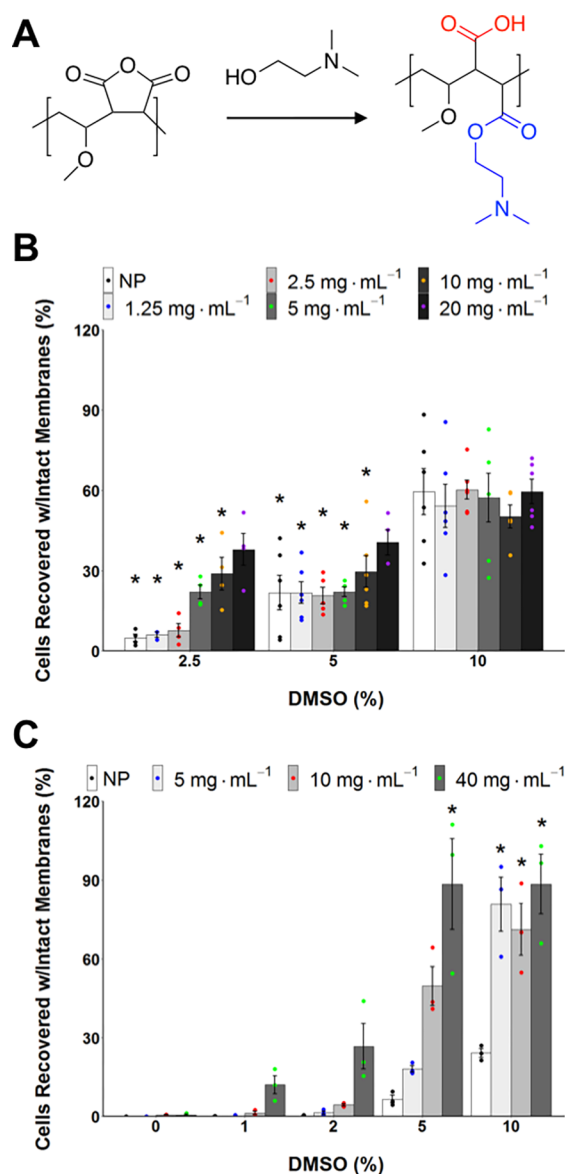 A
O O O
HO N
O
O OH
O O
O
N
B
NP 2.5 mg · mL⁻¹ 10 mg · mL⁻¹
1.25 mg · mL⁻¹ 5 mg · mL⁻¹ 20 mg · mL⁻¹
Cells Recovered w/Intact Membranes (%)
120
90
60
30
0
* * * * * * * * * *
2.5 5 10
DMSO (%)
C
NP 5 mg · mL⁻¹ 10 mg · mL⁻¹ 40 mg · mL⁻¹
Cells Recovered w/Intact Membranes (%)
120
90
60
30
0
* * * *
0 1 2 5 10
DMSO (%)